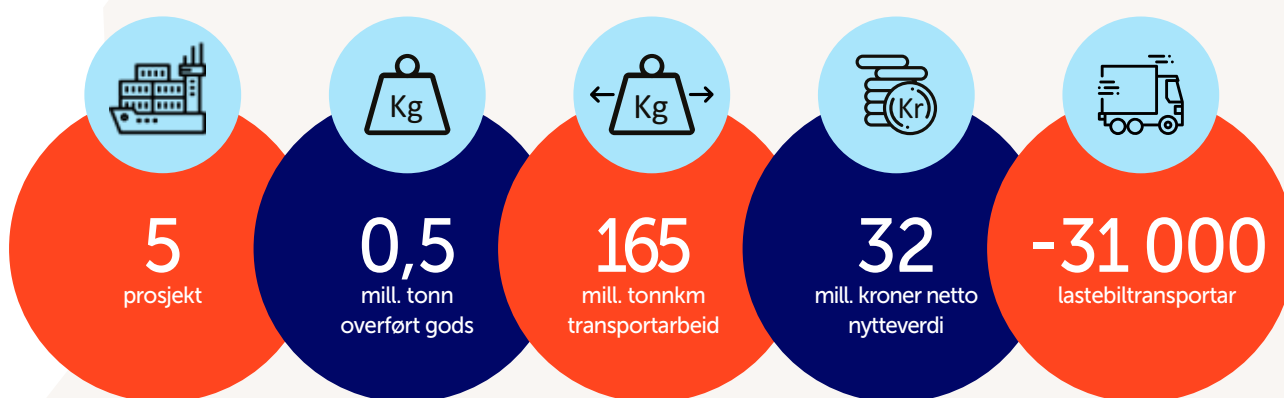 5
prosjekt
Kg
0,5
mill. tonn
overført gods
Kg
165
mill. tonnkm
transportarbeid
Kr
32
mill. kroner netto
nytteverdi
-31 000
lastebiltransportar